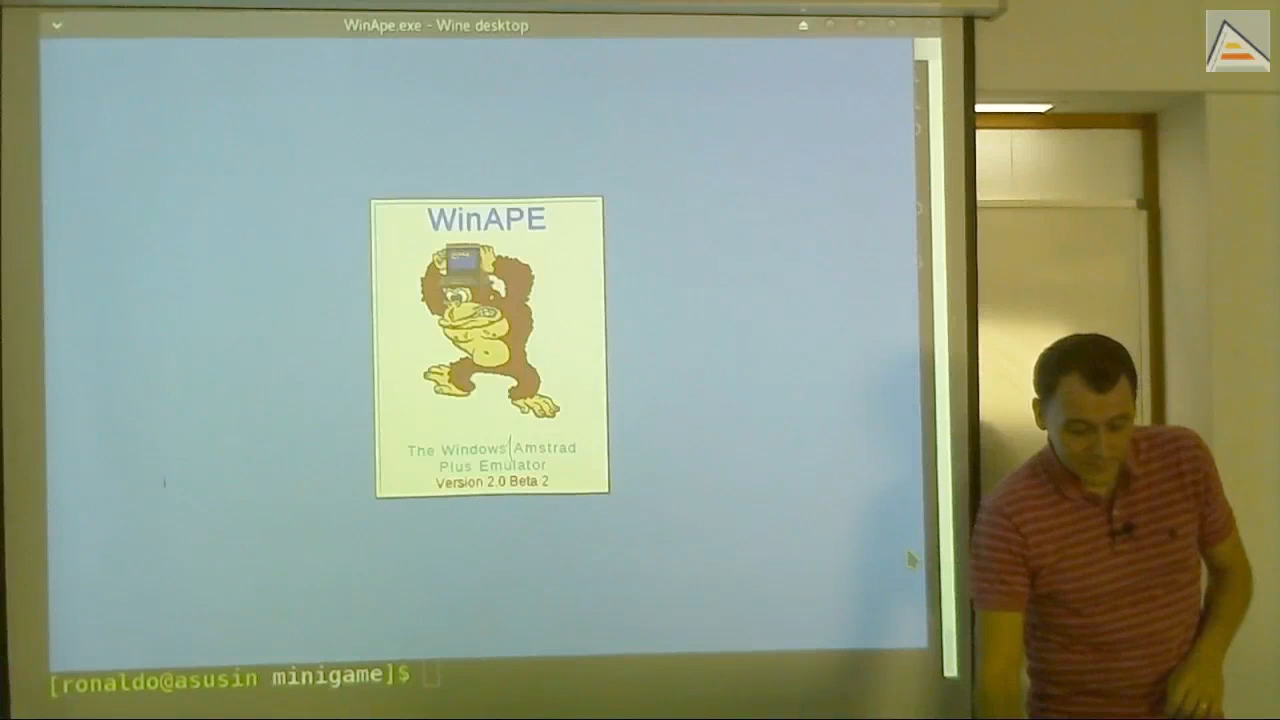 WinApe.exe - Wine desktop
WinAPE
The Windows Amstrad
Plus Emulator
Version 2.0 Beta 2
[ronaldo@asusin minigame]$